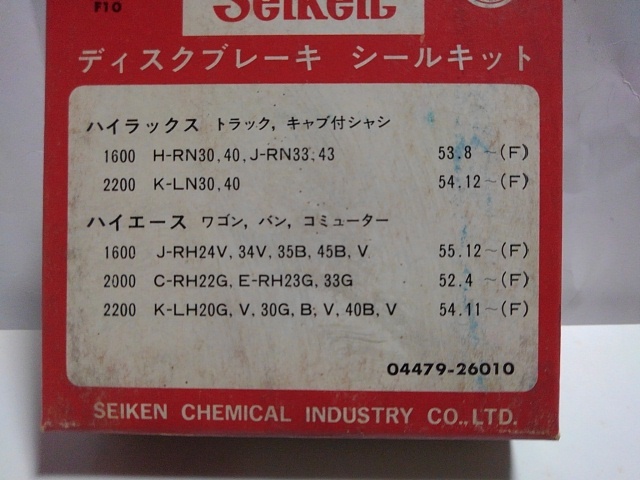 F10
Seiken
ディスクブレーキ シールキット
ハイラックス トラック, キャブ付シャシ
1600 H-RN30, 40, J-RN33, 43 53.8 ~(F)
2200 K-LN30, 40 54.12~(F)
ハイエース ワゴン, バン, コミューター
1600 J-RH24V, 34V, 35B, 45B, V 55.12~(F)
2000 C-RH22G, E-RH23G, 33G 52.4 ~(F)
2200 K-LH20G, V, 30G, B, V, 40B, V 54.11~(F)
04479-26010
SEIKEN CHEMICAL INDUSTRY CO., LTD.